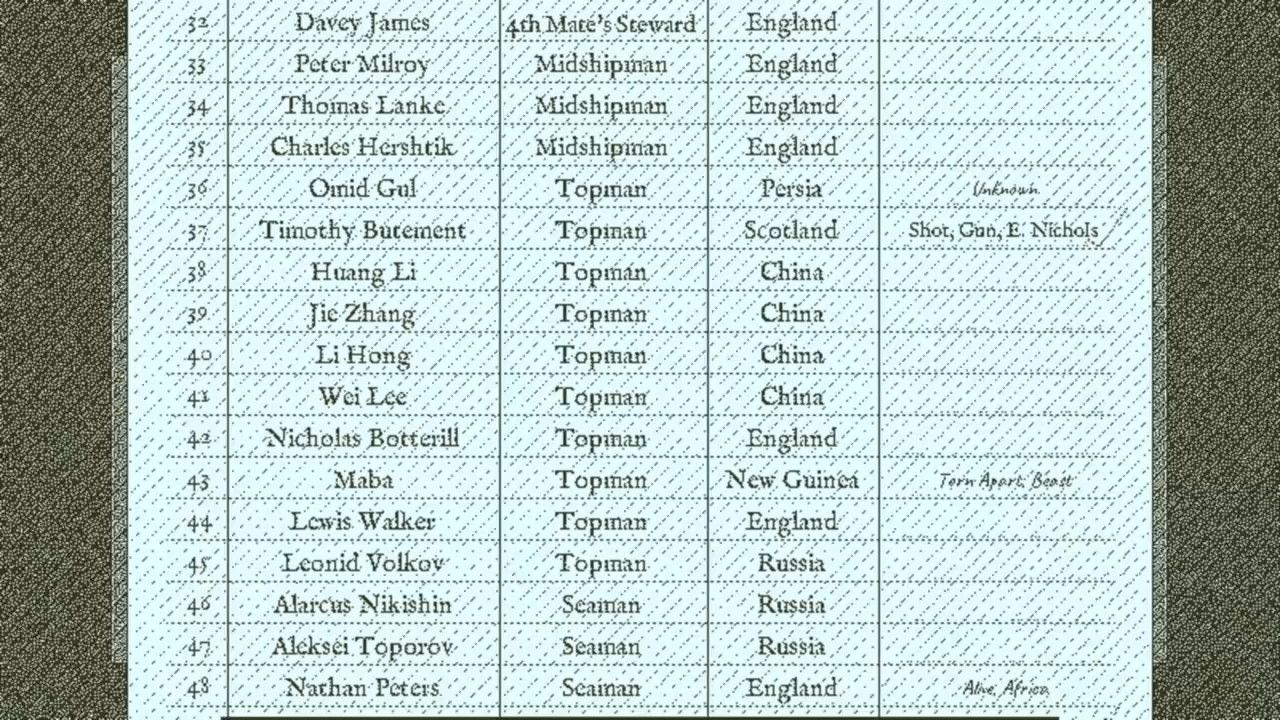 32 Davey James 4th Mate's Steward England
33 Peter Milroy Midshipman England
34 Thomas Lanke Midshipman England
35 Charles Hershtik Midshipman England
36 Omid Gul Topman Persia Unknown
37 Timothy Butement Topman Scotland Shot, Gun, E. Nichols
38 Huang Li Topman China
39 Jie Zhang Topman China
40 Li Hong Topman China
41 Wei Lee Topman China
42 Nicholas Botterill Topman England
43 Maba Topman New Guinea Torn Apart, Beast
44 Lewis Walker Topman England
45 Leonid Volkov Topman Russia
46 Alarcus Nikishin Seaman Russia
47 Aleksei Toporov Seaman Russia
48 Nathan Peters Seaman England Alive, Africa